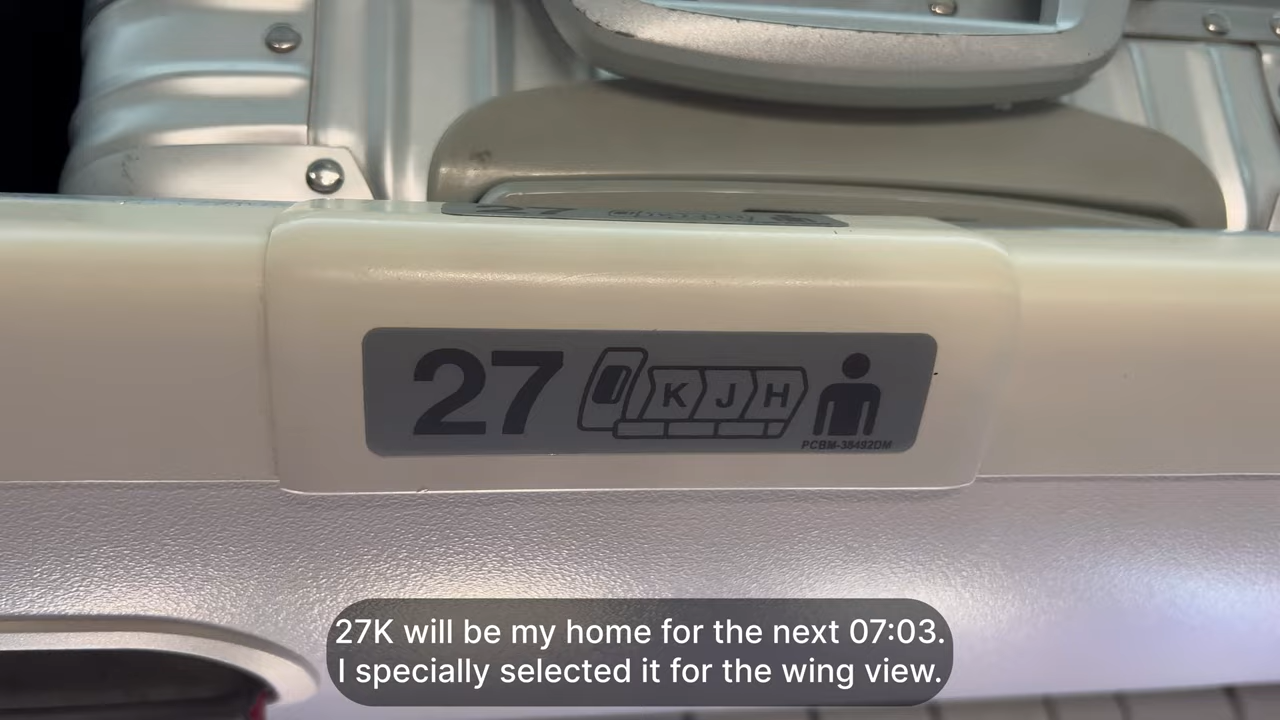 27 K J H
PCBM-38492DM
27K will be my home for the next 07:03.
I specially selected it for the wing view.